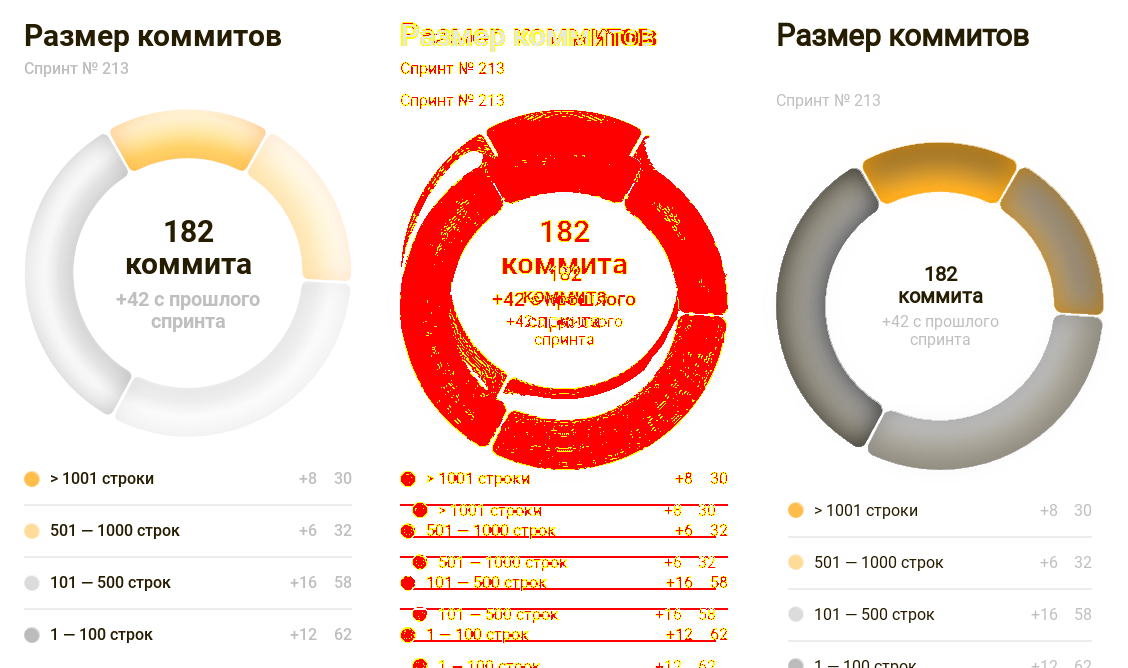 Размер коммитов
Спринт № 213
182
коммита
+42 с прошлого
спринта
> 1001 строки +8 30
501 — 1000 строк +6 32
101 — 500 строк +16 58
1 — 100 строк +12 62
Размер коммитов
Спринт № 213
Спринт № 213
182
коммита
182
коммита
+42 с прошлого
спринта
+42 с прошлого
спринта
> 1001 строки +8 30
> 1001 строки +8 30
501 — 1000 строк +6 32
501 — 1000 строк +6 32
101 — 500 строк +16 58
101 — 500 строк +16 58
1 — 100 строк +12 62
1 — 100 строк +12 62
Размер коммитов
Спринт № 213
182
коммита
+42 с прошлого
спринта
> 1001 строки +8 30
501 — 1000 строк +6 32
101 — 500 строк +16 58
1 — 100 строк +12 62